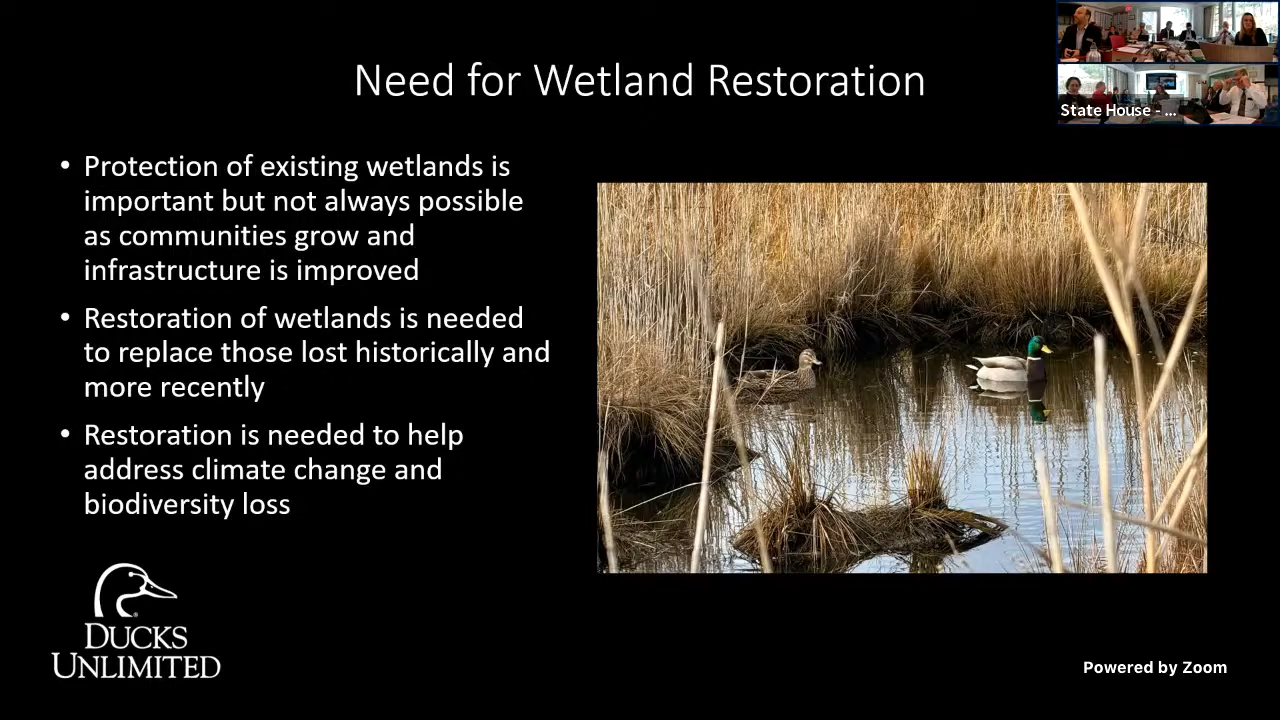 Need for Wetland Restoration
State House - ...
• Protection of existing wetlands is
important but not always possible
as communities grow and
infrastructure is improved
• Restoration of wetlands is needed
to replace those lost historically and
more recently
• Restoration is needed to help
address climate change and
biodiversity loss
DUCKS
UNLIMITED
Powered by Zoom